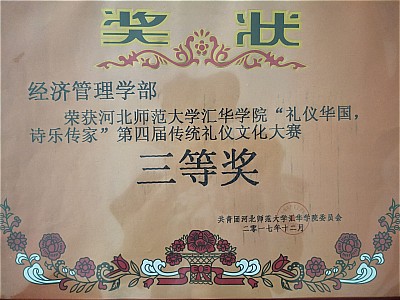 奖状
经济管理学部
荣获河北师范大学汇华学院“礼仪华国，
诗乐传家”第四届传统礼仪文化大赛
三等奖
共青团河北师范大学汇华学院委员会
二零一七年十二月